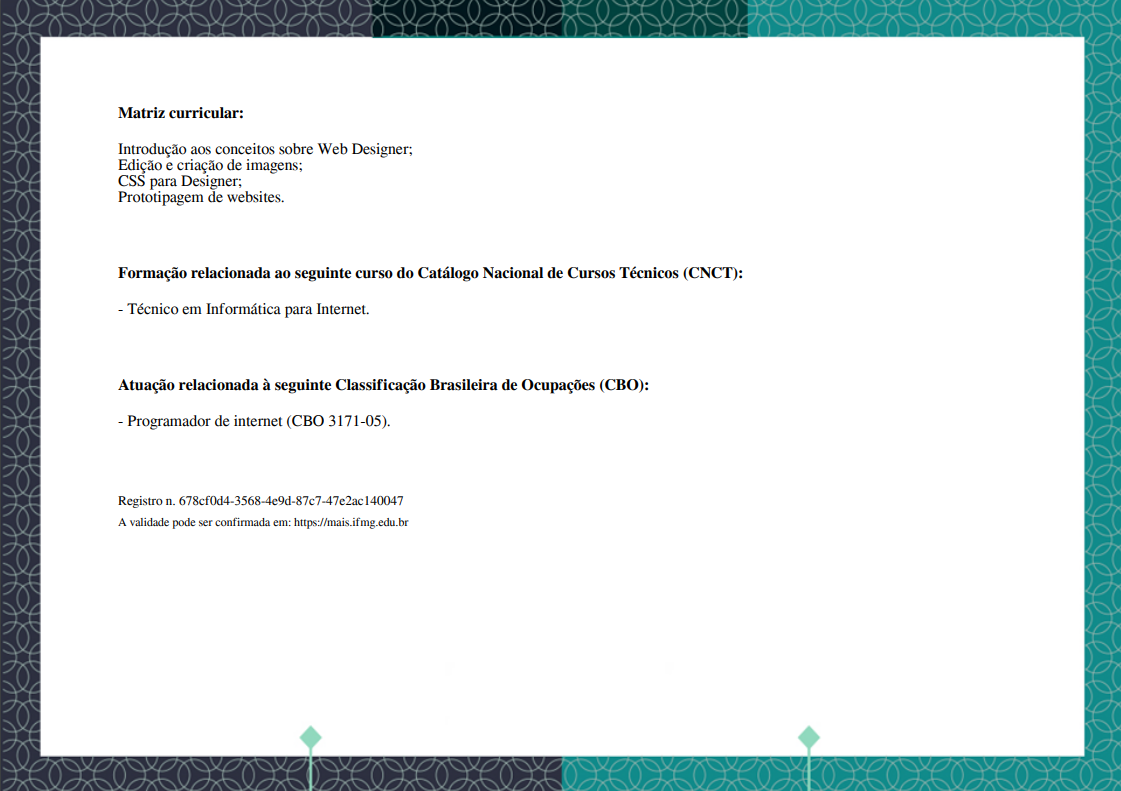 Matriz curricular:
Introdução aos conceitos sobre Web Designer;
Edição e criação de imagens;
CSS para Designer;
Prototipagem de websites.
Formação relacionada ao seguinte curso do Catálogo Nacional de Cursos Técnicos (CNCT):
- Técnico em Informática para Internet.
Atuação relacionada à seguinte Classificação Brasileira de Ocupações (CBO):
- Programador de internet (CBO 3171-05).
Registro n. 678cf0d4-3568-4e9d-87c7-47e2ac140047
A validade pode ser confirmada em: https://mais.ifmg.edu.br